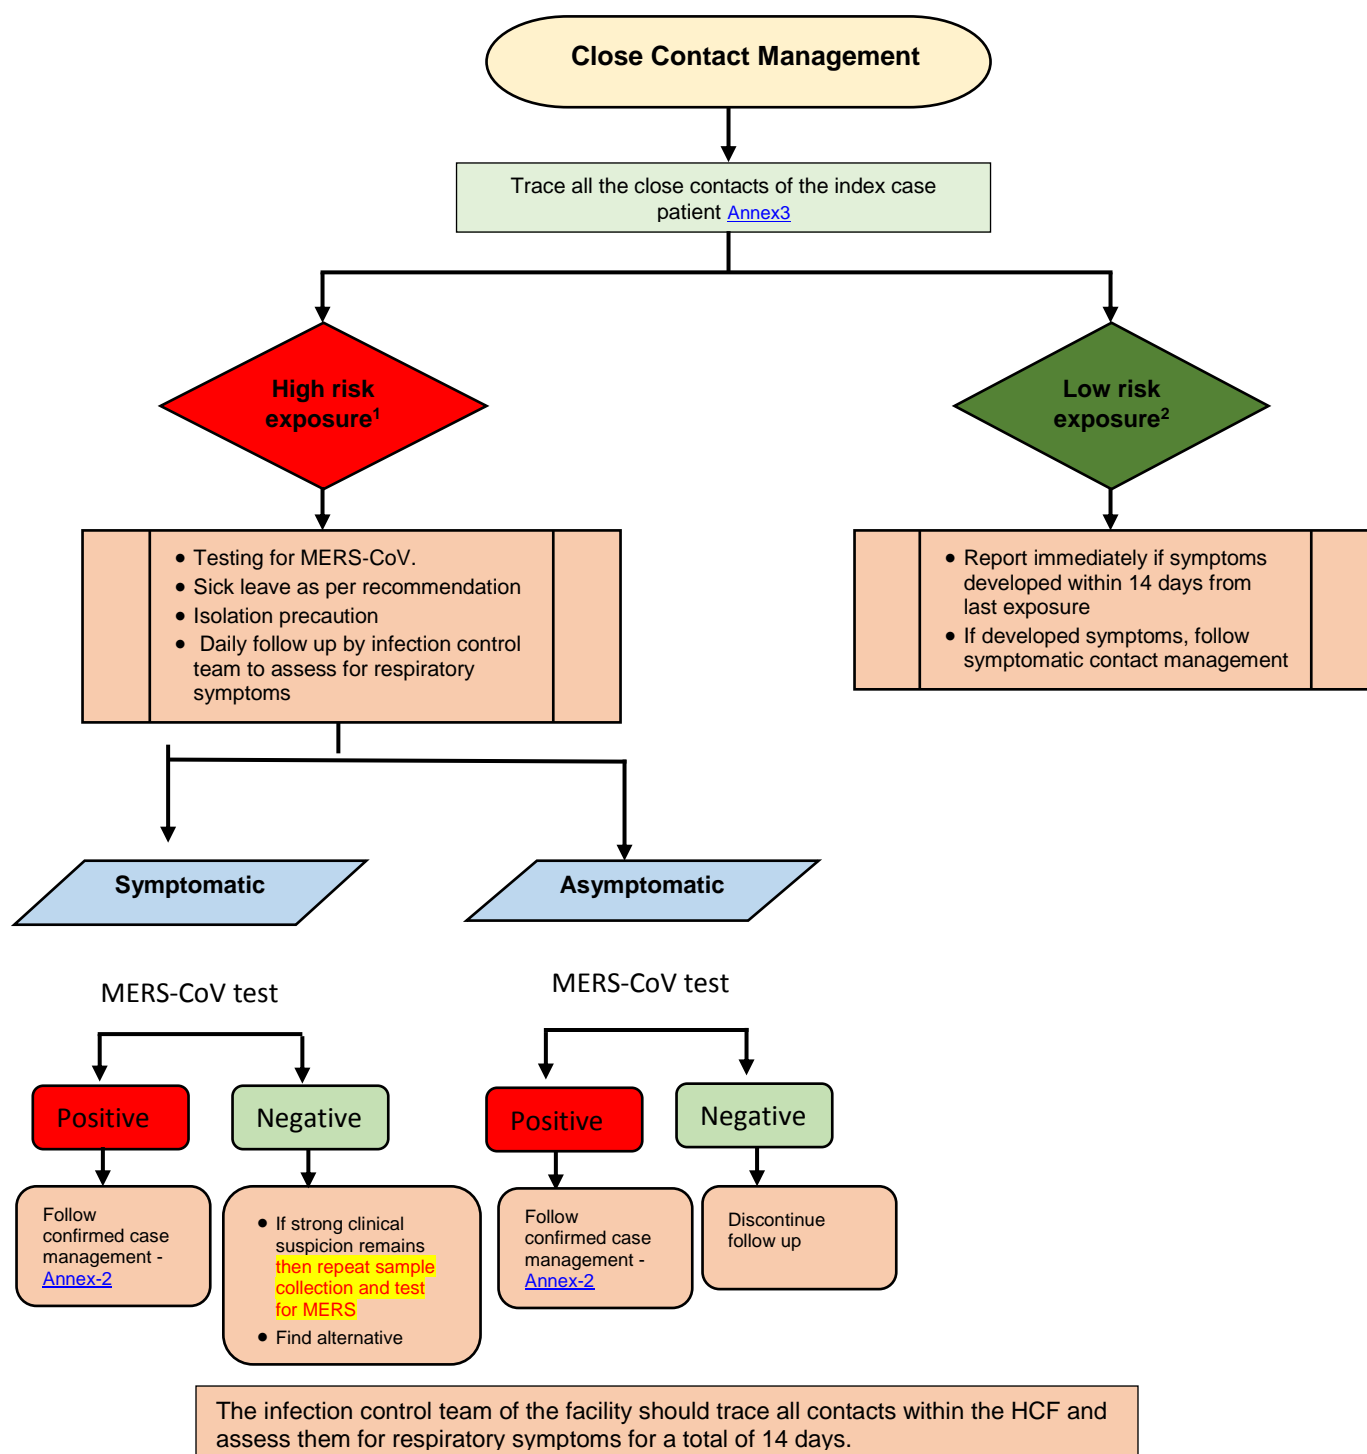 Close Contact Management
Trace all the close contacts of the index case
patient Annex3
High risk
exposure1
Low risk
exposure2
• Testing for MERS-CoV.
• Sick leave as per recommendation
• Isolation precaution
• Daily follow up by infection control
team to assess for respiratory
symptoms
• Report immediately if symptoms
developed within 14 days from
last exposure
• If developed symptoms, follow
symptomatic contact management
Symptomatic
Asymptomatic
MERS-CoV test
MERS-CoV test
Positive
Negative
Positive
Negative
Follow
confirmed case
management -
Annex-2
• If strong clinical
suspicion remains
then repeat sample
collection and test
for MERS
• Find alternative
Follow
confirmed case
management -
Annex-2
Discontinue
follow up
The infection control team of the facility should trace all contacts within the HCF and
assess them for respiratory symptoms for a total of 14 days.